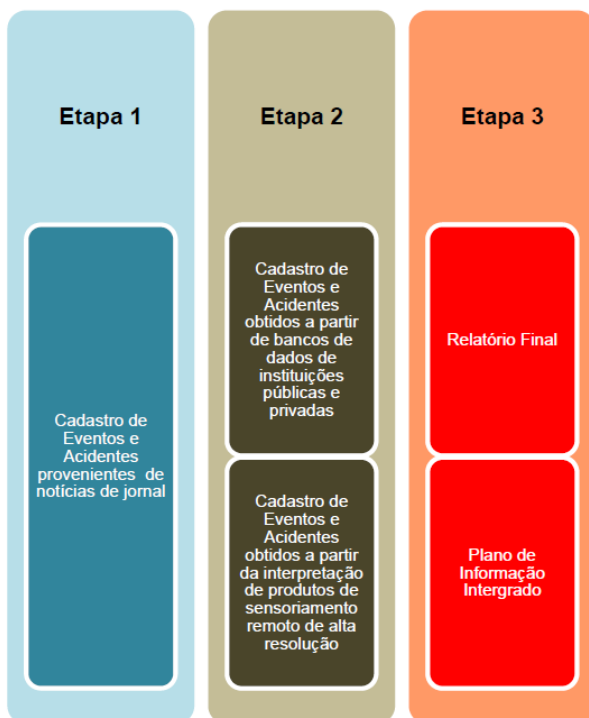 Etapa 1
Cadastro de
Eventos e
Acidentes
provenientes de
notícias de jornal
Etapa 2
Cadastro de
Eventos e
Acidentes
obtidos a partir
de bancos de
dados de
instituições
públicas e
privadas
Cadastro de
Eventos e
Acidentes
obtidos a partir
da interpretação
de produtos de
sensoriamento
remoto de alta
resolução
Etapa 3
Relatório Final
Plano de
Informação
Intergrado